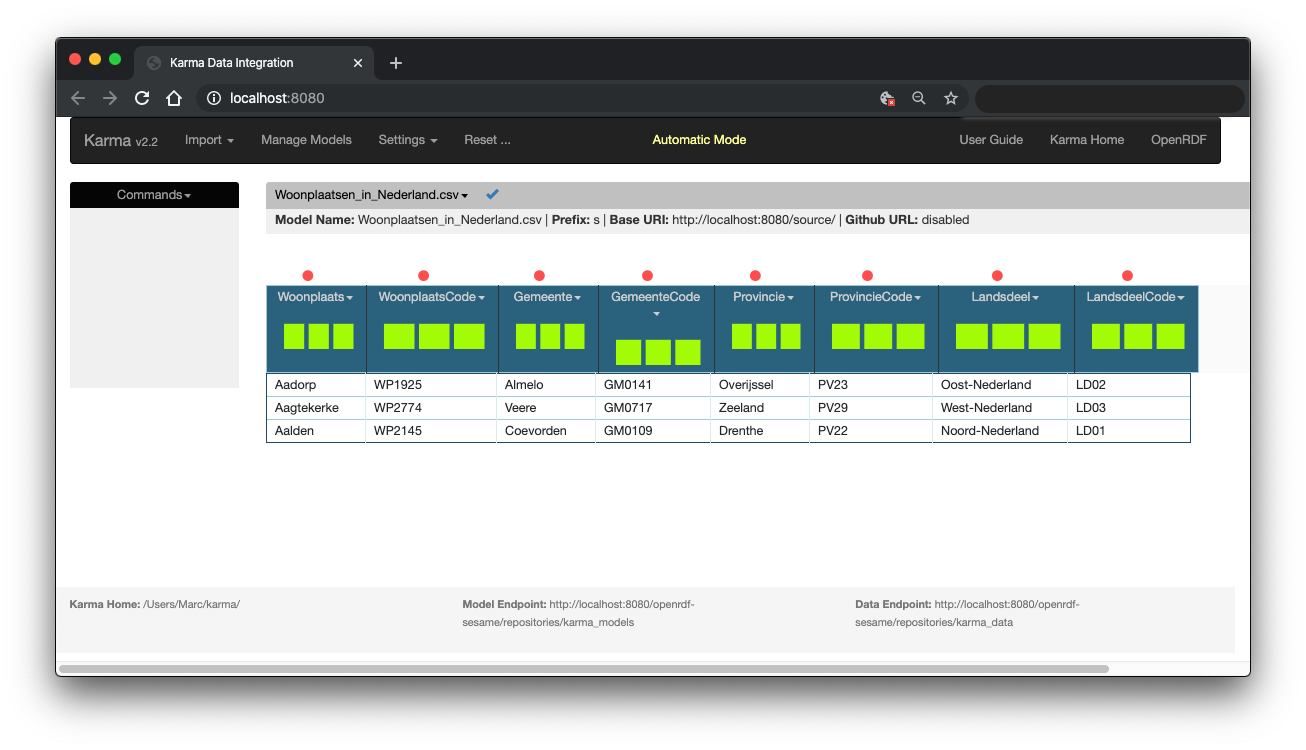 Karma Data Integration
localhost:8080
Karma v2.2 Import Manage Models Settings Reset ... Automatic Mode User Guide Karma Home OpenRDF
Commands
Woonplaatsen_in_Nederland.csv
Model Name: Woonplaatsen_in_Nederland.csv | Prefix: s | Base URI: http://localhost:8080/source/ | Github URL: disabled
Woonplaats WoonplaatsCode Gemeente GemeenteCode Provincie ProvincieCode Landsdeel LandsdeelCode
Aadorp WP1925 Almelo GM0141 Overijssel PV23 Oost-Nederland LD02
Aagtekerke WP2774 Veere GM0717 Zeeland PV29 West-Nederland LD03
Aalden WP2145 Coevorden GM0109 Drenthe PV22 Noord-Nederland LD01
Karma Home: /Users/Marc/karma/
Model Endpoint: http://localhost:8080/openrdf-
sesame/repositories/karma_models
Data Endpoint: http://localhost:8080/openrdf-
sesame/repositories/karma_data